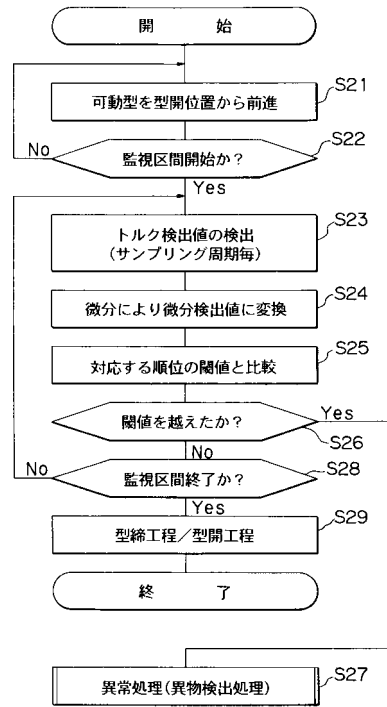 開 始
S21
可動型を型開位置から前進
S22
No
監視区間開始か?
Yes
S23
トルク検出値の検出
(サンプリング周期毎)
S24
微分により微分検出値に変換
S25
対応する順位の閾値と比較
閾値を越えたか?
Yes
S26
No
S28
No
監視区間終了か?
Yes
S29
型締工程/型開工程
終 了
S27
異常処理(異物検出処理)